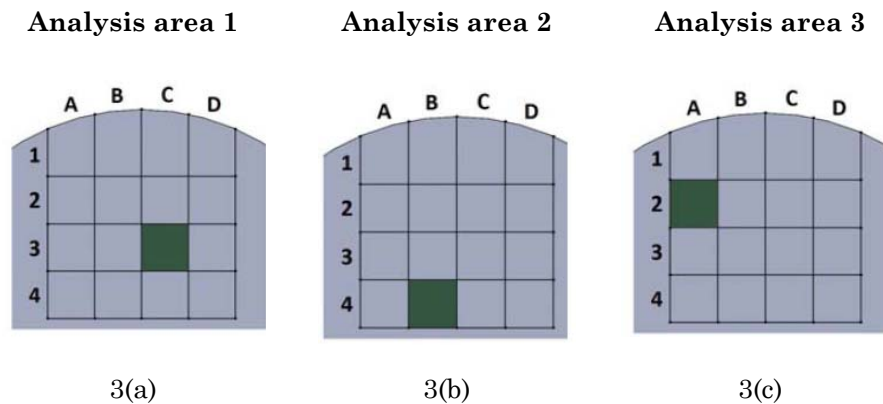 Analysis area 1 Analysis area 2 Analysis area 3
A B C D A B C D A B C D
1 1 1
2 2 2
3 3 3
4 4 4
3(a) 3(b) 3(c)